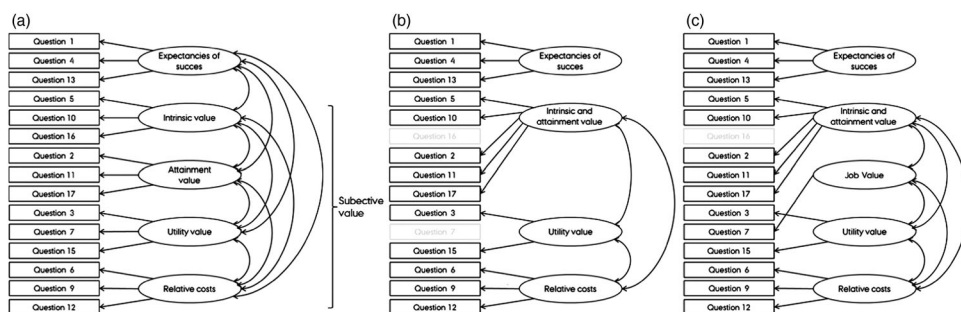 (a)
Question 1
Question 4
Question 13
Question 5
Question 10
Question 16
Question 2
Question 11
Question 17
Question 3
Question 7
Question 15
Question 6
Question 9
Question 12
Expectancies of
succes
Intrinsic value
Attainment
value
Utility value
Relative costs
Subective
value
(b)
Question 1
Question 4
Question 13
Question 5
Question 10
Question 16
Question 2
Question 11
Question 17
Question 3
Question 7
Question 15
Question 6
Question 9
Question 12
Expectancies of
succes
Intrinsic and
attainment value
Utility value
Relative costs
(c)
Question 1
Question 4
Question 13
Question 5
Question 10
Question 16
Question 2
Question 11
Question 17
Question 3
Question 7
Question 15
Question 6
Question 9
Question 12
Expectancies of
succes
Intrinsic and
attainment value
Job Value
Utility value
Relative costs